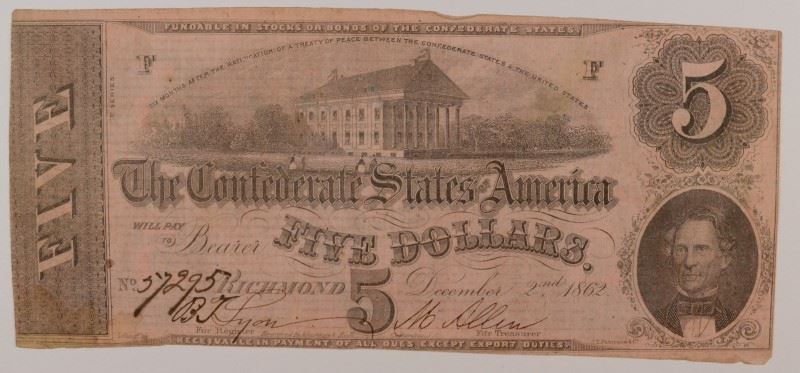 FUNDABLE IN STOCKS OR BONDS OF THE CONFEDERATE STATES
SIX MONTHS AFTER THE RATIFICATION OF A TREATY OF PEACE BETWEEN THE CONFEDERATE STATES & THE UNITED STATES
F F
5
FIVE
SERIES
The Confederate States of America
WILL PAY
TO Bearer FIVE DOLLARS.
No 57295 RICHMOND December 2nd 1862
5
For Register For Treasurer
RECEIVABLE IN PAYMENT OF ALL DUES EXCEPT EXPORT DUTIES